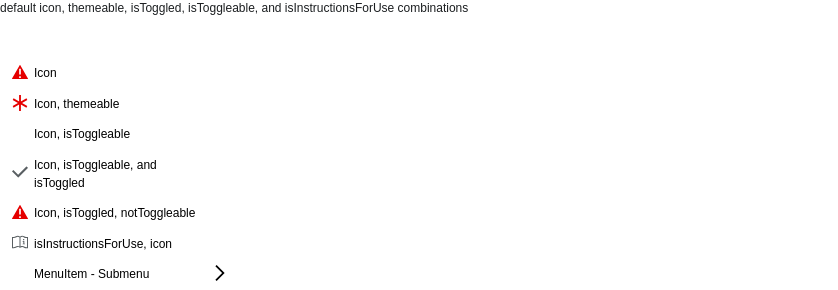 default icon, themeable, isToggled, isToggleable, and isInstructionsForUse combinations
Icon
Icon, themeable
Icon, isToggleable
Icon, isToggleable, and
isToggled
Icon, isToggled, notToggleable
isInstructionsForUse, icon
MenuItem - Submenu